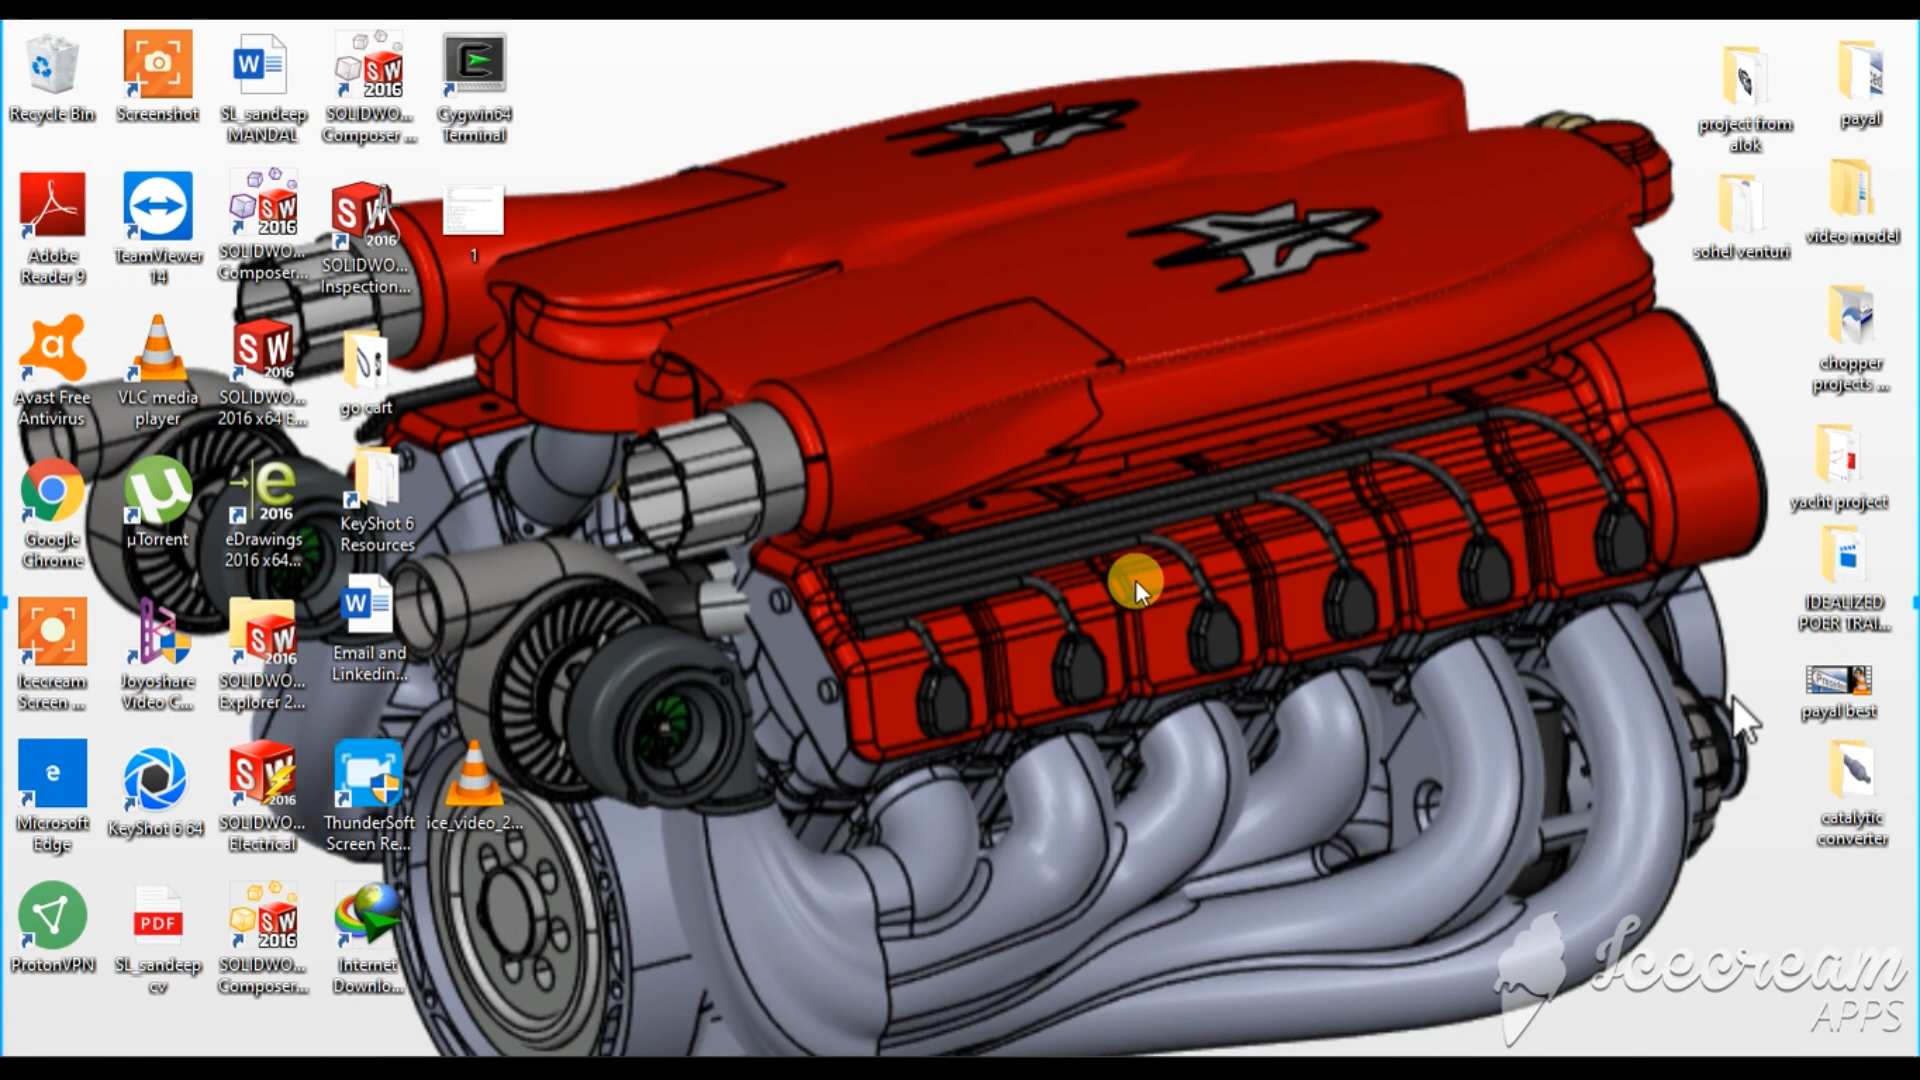 Recycle Bin
Screenshot
SL_sandeep
MANDAL
SOLIDWO...
Composer ...
Cygwin64
Terminal
project from
alok
payal
Adobe
Reader 9
TeamViewer
14
SOLIDWO...
Composer...
SOLIDWO...
Inspection...
1
sohel venturi
video model
Avast Free
Antivirus
VLC media
player
SOLIDWO...
2016 x64 E...
go cart
chopper
projects ...
Google
Chrome
µTorrent
eDrawings
2016 x64...
KeyShot 6
Resources
yacht project
Icecream
Screen ...
Joyoshare
Video C...
SOLIDWO...
Explorer 2...
Email and
Linkedin...
IDEALIZED
POER TRAI...
payal best
Microsoft
Edge
KeyShot 6 64
SOLIDWO...
Electrical
ThunderSoft
Screen Re...
ice_video_2...
catalytic
converter
ProtonVPN
PDF
SL_sandeep
cv
SOLIDWO...
Composer...
Internet
Downlo...
Icecream
APPS